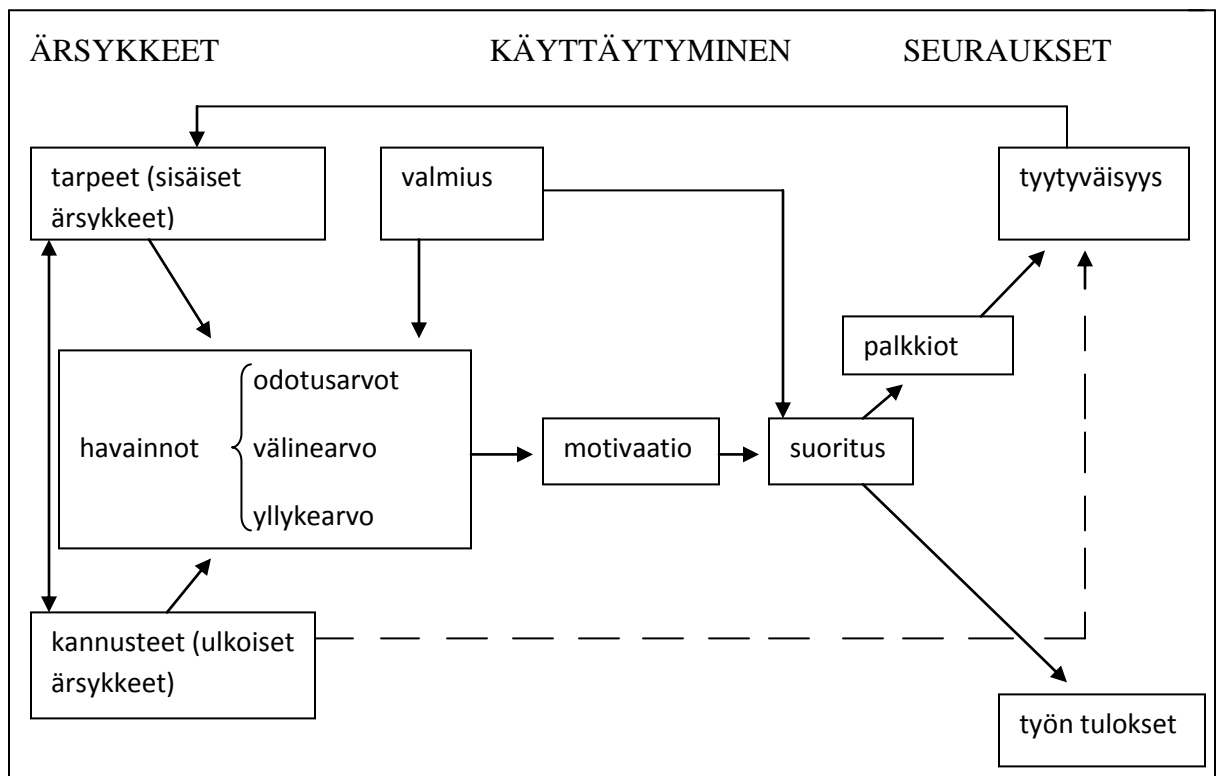 ÄRSYKKEET KÄYTTÄYTYMINEN SEURAUKSET
tarpeet (sisäiset
ärsykkeet)
valmius
tyytyväisyys
palkkiot
havainnot
odotusarvot
välinearvo
yllykearvo
motivaatio
suoritus
kannusteet (ulkoiset
ärsykkeet)
työn tulokset